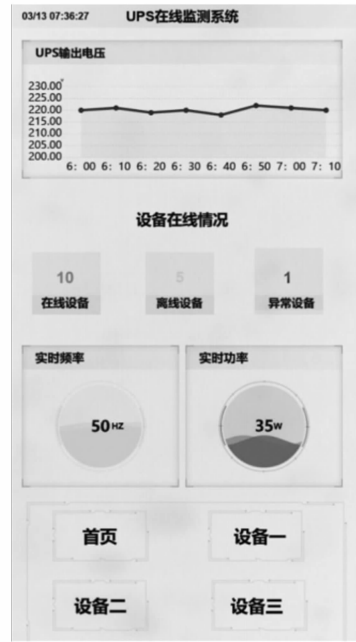 03/13 07:36:27 UPS在线监测系统
UPS输出电压
230.00
225.00
220.00
215.00
210.00
205.00
200.00
6: 00 6: 10 6: 20 6: 30 6: 40 6: 50 7: 00 7: 10
设备在线情况
10 5 1
在线设备 离线设备 异常设备
实时频率 实时功率
50HZ 35W
首页 设备一
设备二 设备三